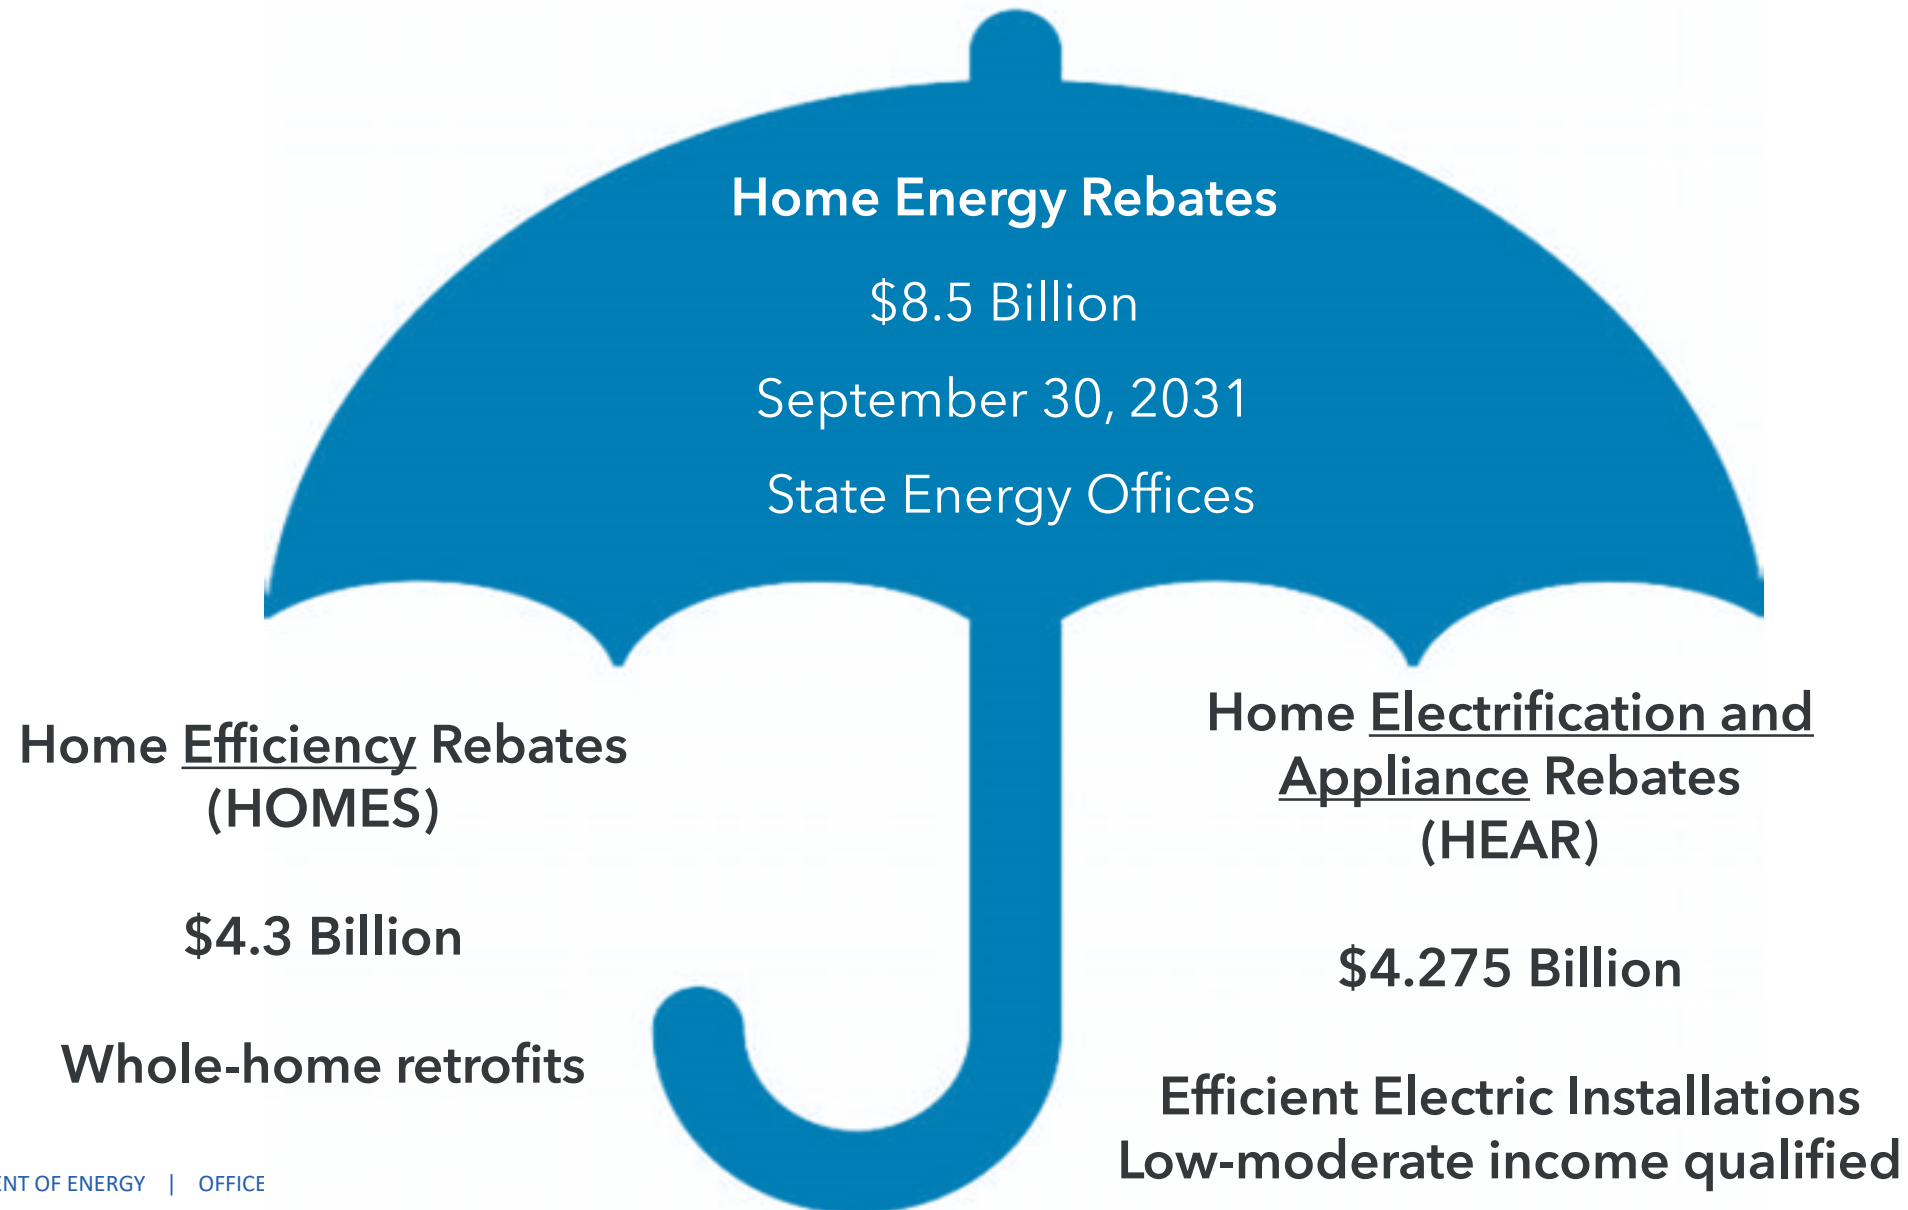 Home Energy Rebates
$8.5 Billion
September 30, 2031
State Energy Offices
Home Efficiency Rebates
(HOMES)
$4.3 Billion
Whole-home retrofits
Home Electrification and
Appliance Rebates
(HEAR)
$4.275 Billion
Efficient Electric Installations
Low-moderate income qualified
ENT OF ENERGY | OFFICE